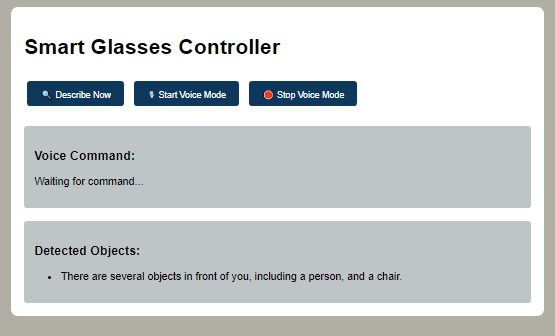 Smart Glasses Controller
Describe Now Start Voice Mode Stop Voice Mode
Voice Command:
Waiting for command...
Detected Objects:
There are several objects in front of you, including a person, and a chair.